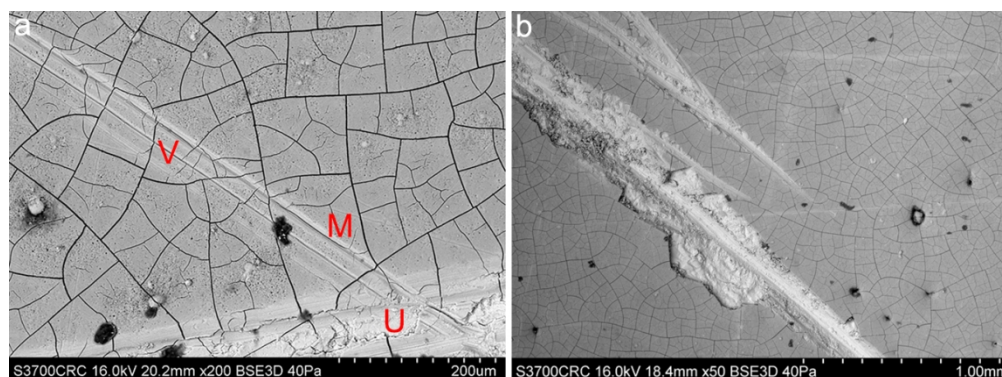 a
V
M
U
S3700CRC 16.0kV 20.2mm x200 BSE3D 40Pa 200um
b
S3700CRC 16.0kV 18.4mm x50 BSE3D 40Pa 1.00mm